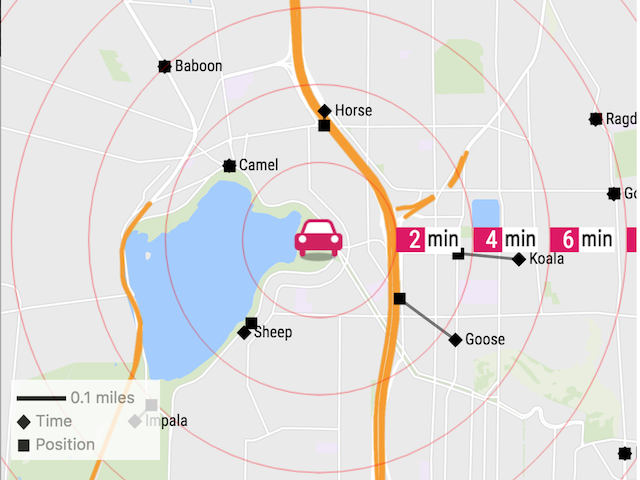 Baboon
Horse
Ragd
Camel
Go
2 min 4 min 6 min
Koala
Sheep
Goose
0.1 miles
Impala
Time
Position